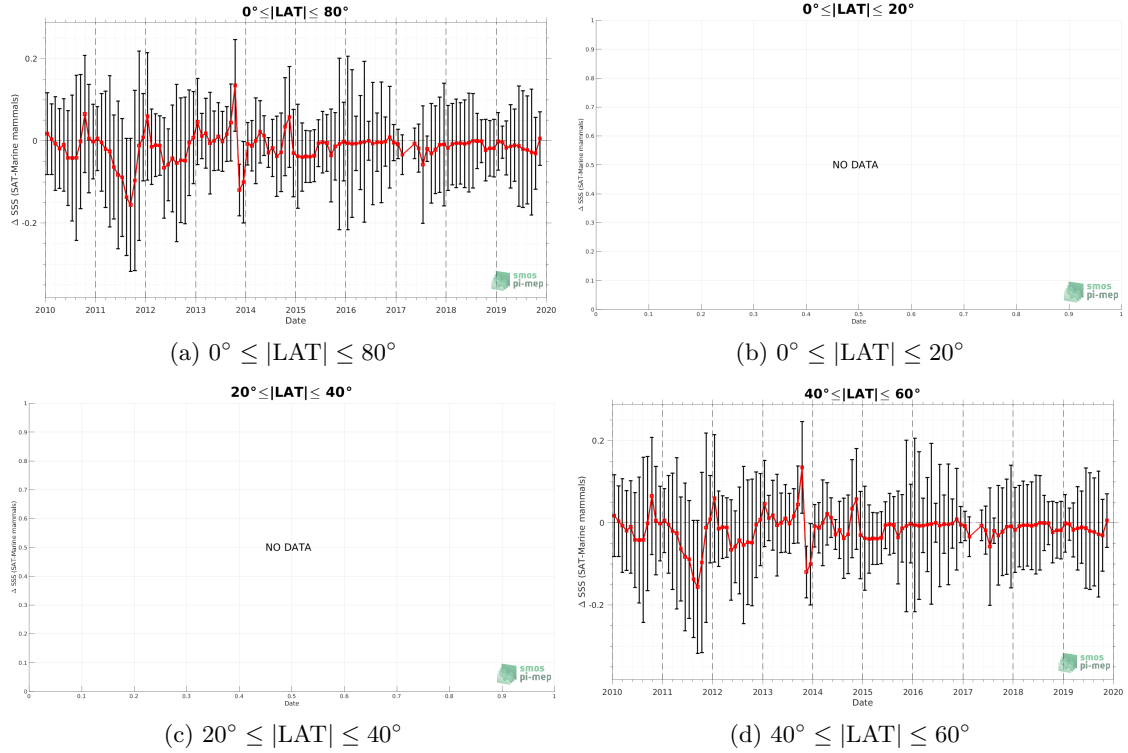 0°≤|LAT|≤ 80°
0.2
0
-0.2
Δ SSS (SAT-Marine mammals)
2010 2011 2012 2013 2014 2015 2016 2017 2018 2019 2020
Date
smos
pi-mep
(a) 0° ≤ |LAT| ≤ 80°
0°≤|LAT|≤ 20°
1
0.9
0.8
0.7
0.6
0.5
0.4
0.3
0.2
0.1
0
Δ SSS (SAT-Marine mammals)
NO DATA
0 0.1 0.2 0.3 0.4 0.5 0.6 0.7 0.8 0.9 1
Date
smos
pi-mep
(b) 0° ≤ |LAT| ≤ 20°
20°≤|LAT|≤ 40°
1
0.9
0.8
0.7
0.6
0.5
0.4
0.3
0.2
0.1
0
Δ SSS (SAT-Marine mammals)
NO DATA
0 0.1 0.2 0.3 0.4 0.5 0.6 0.7 0.8 0.9 1
Date
smos
pi-mep
(c) 20° ≤ |LAT| ≤ 40°
40°≤|LAT|≤ 60°
0.2
0
-0.2
Δ SSS (SAT-Marine mammals)
2010 2011 2012 2013 2014 2015 2016 2017 2018 2019 2020
Date
smos
pi-mep
(d) 40° ≤ |LAT| ≤ 60°